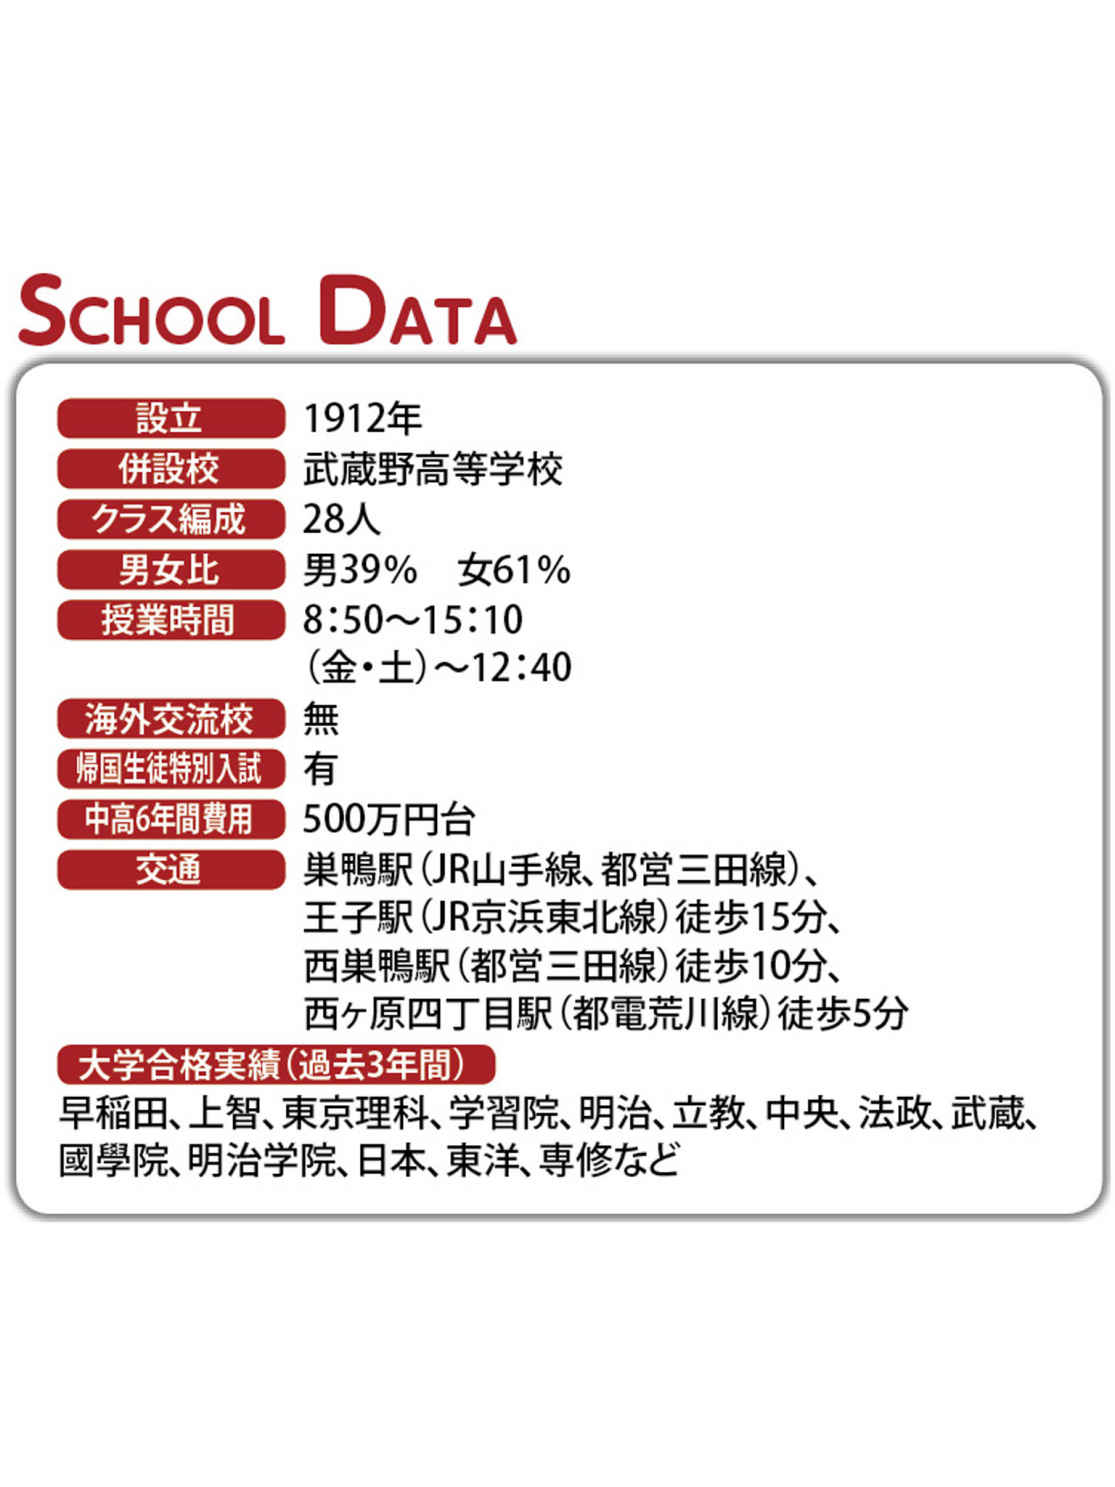 SCHOOL DATA
設立 1912年
併設校 武蔵野高等学校
クラス編成 28人
男女比 男39% 女61%
授業時間 8:50〜15:10
（金・土）〜12:40
海外交流校 無
帰国生徒特別入試 有
中高6年間費用 500万円台
交通 巣鴨駅（JR山手線、都営三田線）、
王子駅（JR京浜東北線）徒歩15分、
西巣鴨駅（都営三田線）徒歩10分、
西ヶ原四丁目駅（都電荒川線）徒歩5分
大学合格実績（過去3年間）
早稲田、上智、東京理科、学習院、明治、立教、中央、法政、武蔵、
國學院、明治学院、日本、東洋、専修など